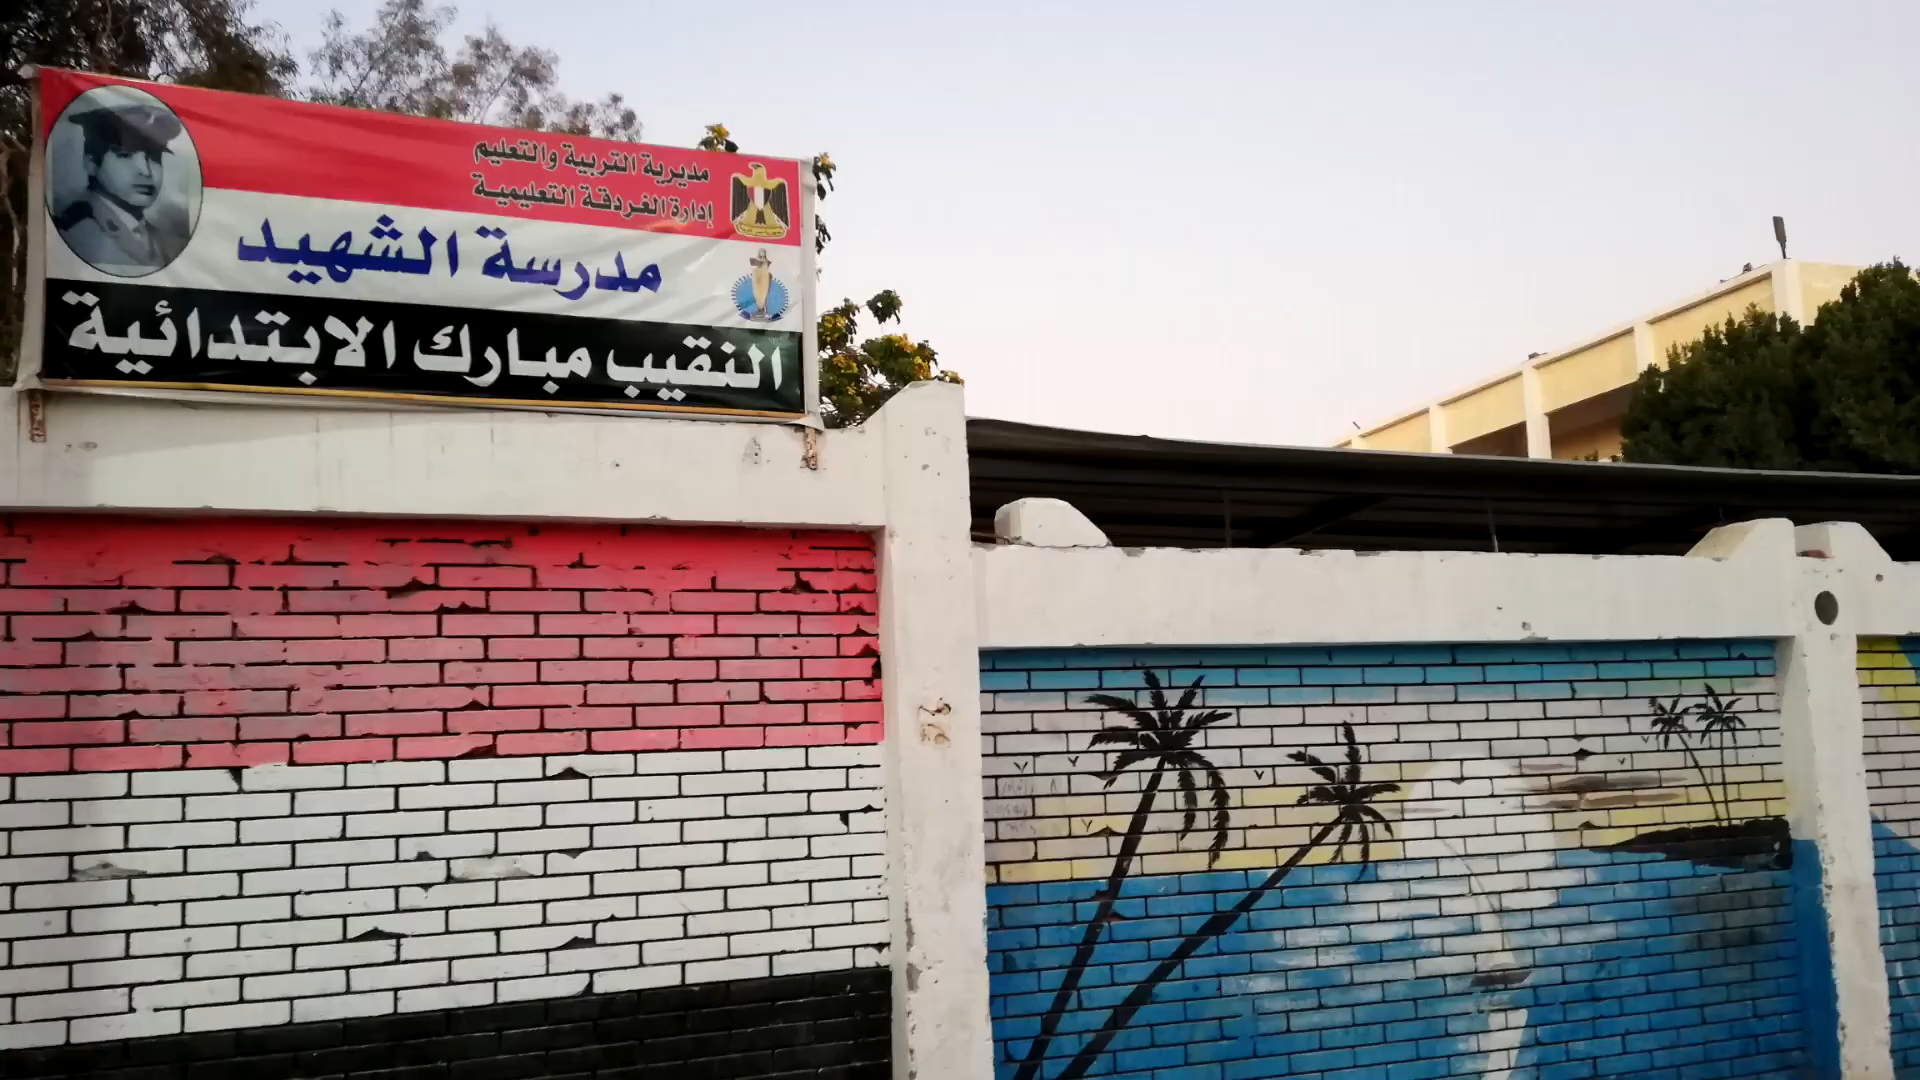 مديرية التربية والتعليم
إدارة الغردقة التعليمية
مدرسة الشهيد
النقيب مبارك الابتدائية